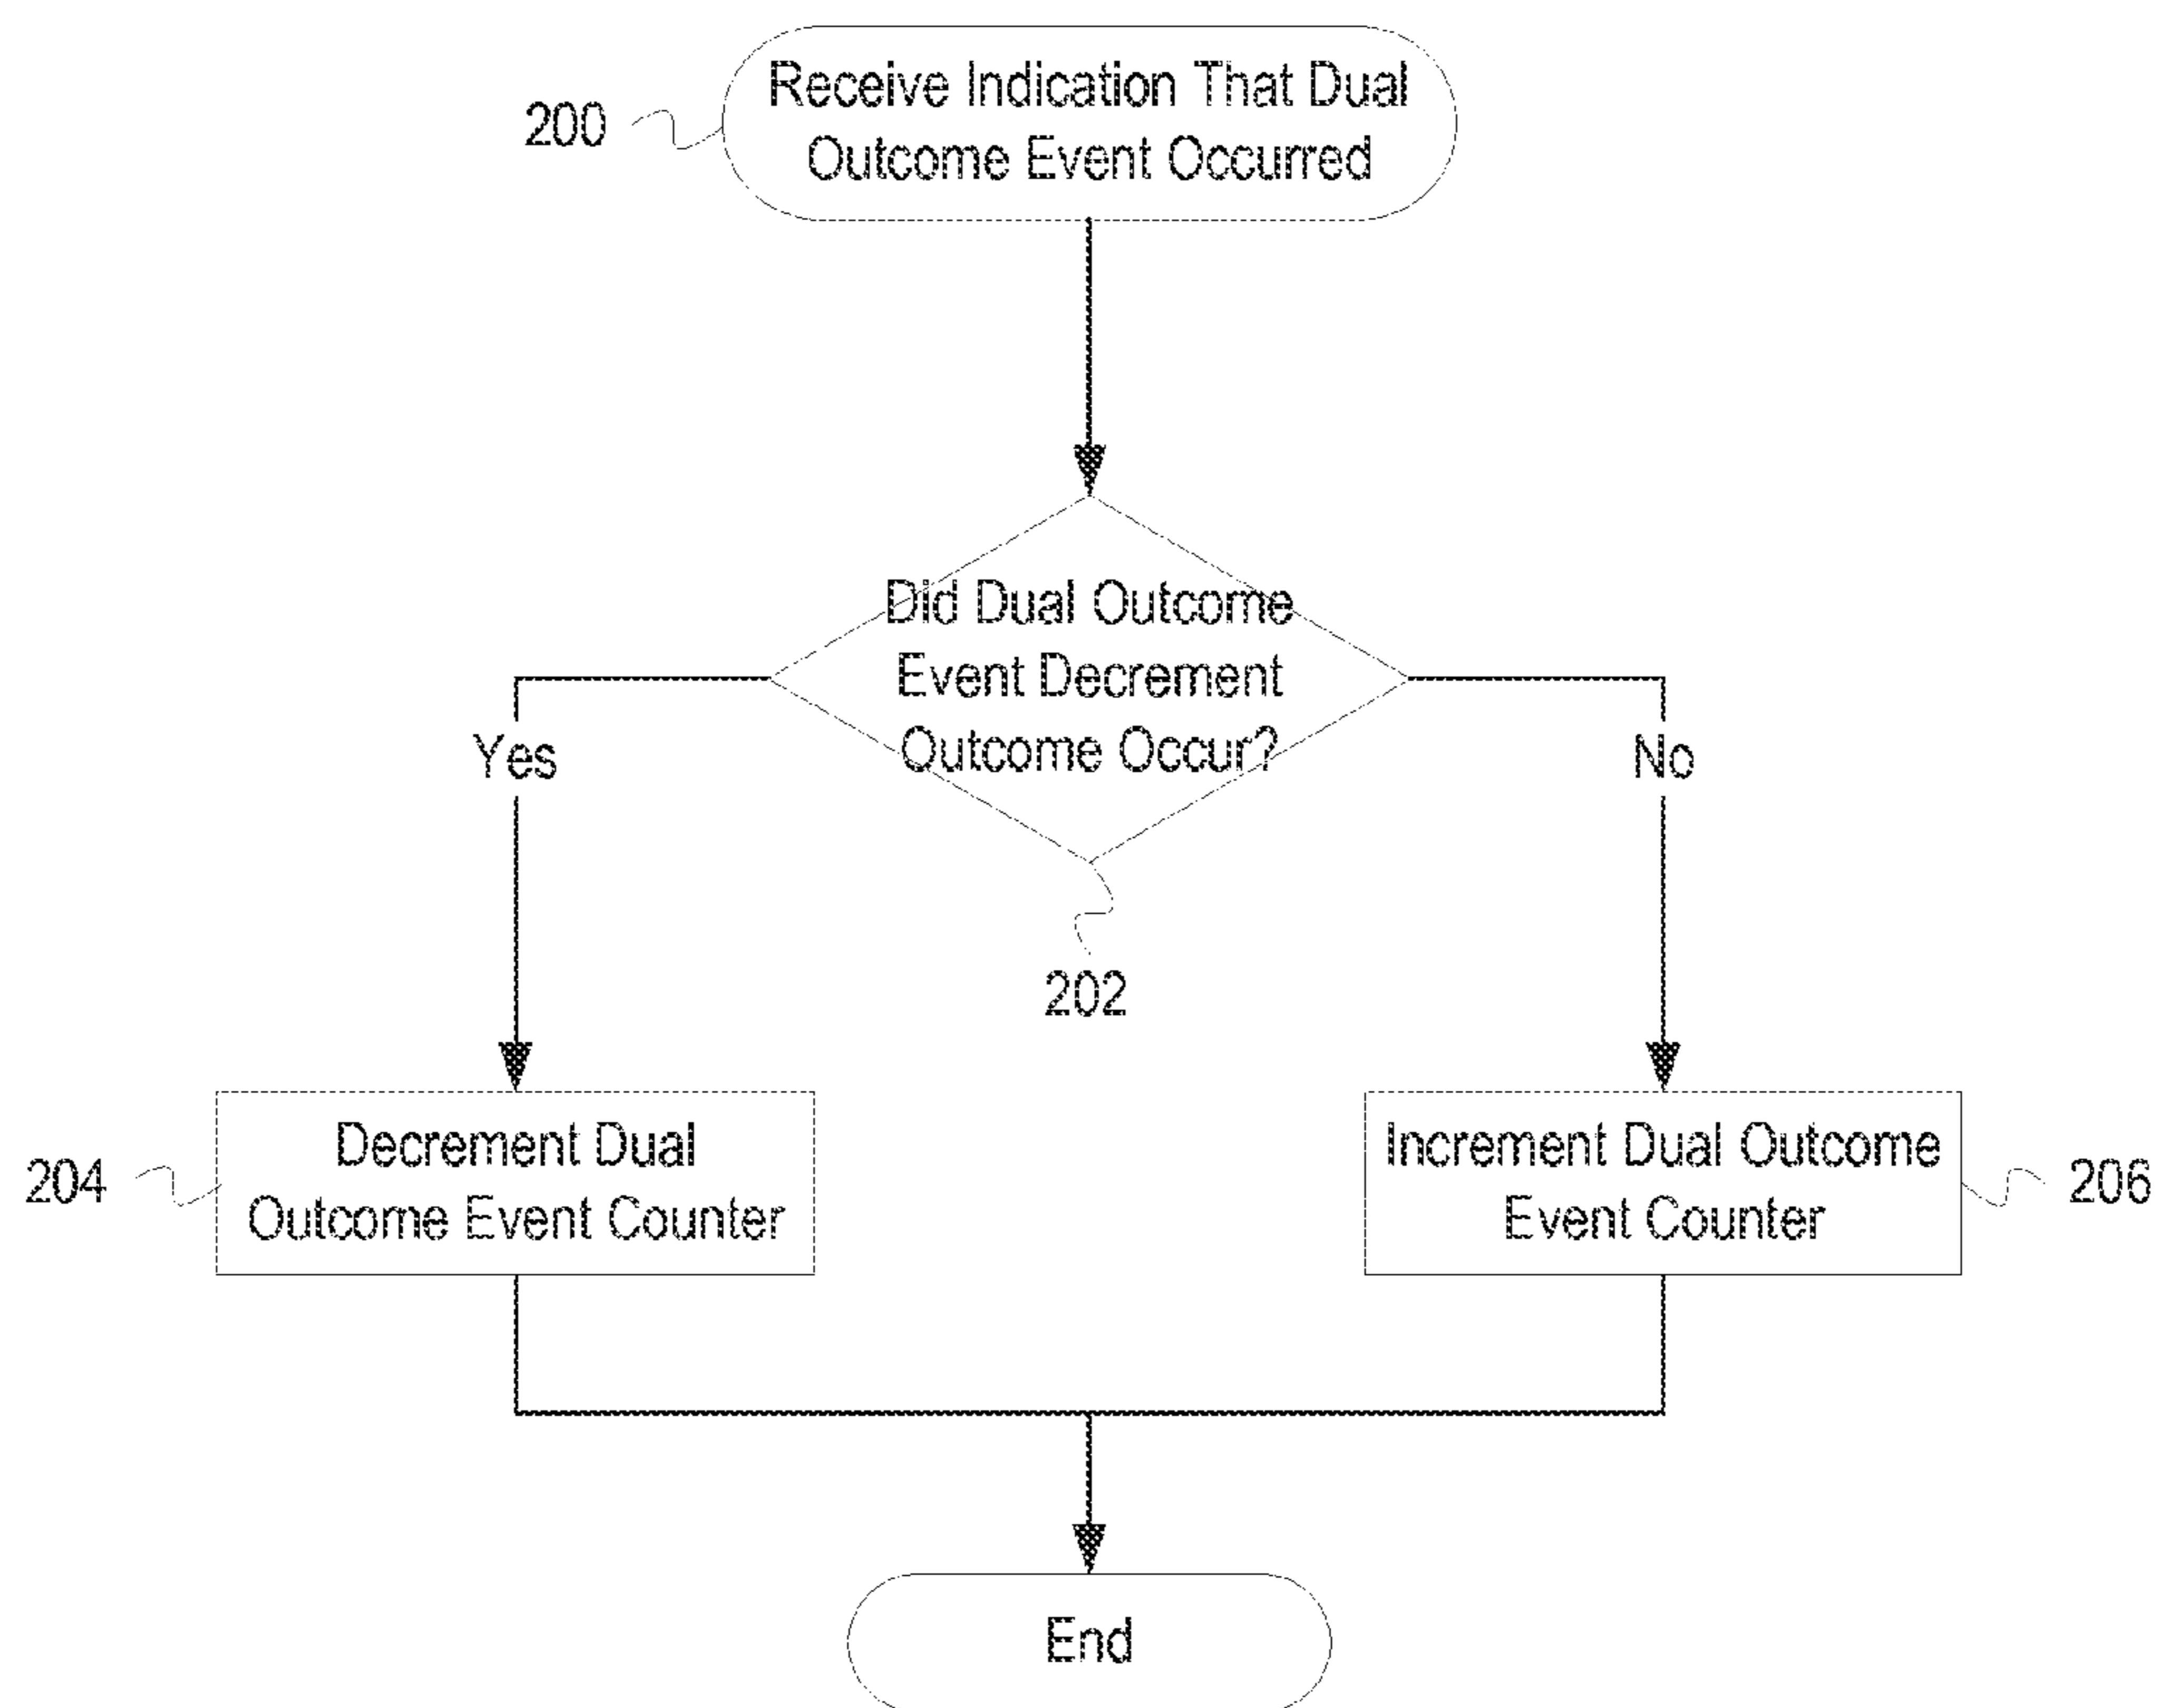 Receive Indication That Dual
Outcome Event Occurred
200
Did Dual Outcome
Event Decrement
Outcome Occur?
Yes
No
202
Decrement Dual
Outcome Event Counter
204
Increment Dual Outcome
Event Counter
206
End